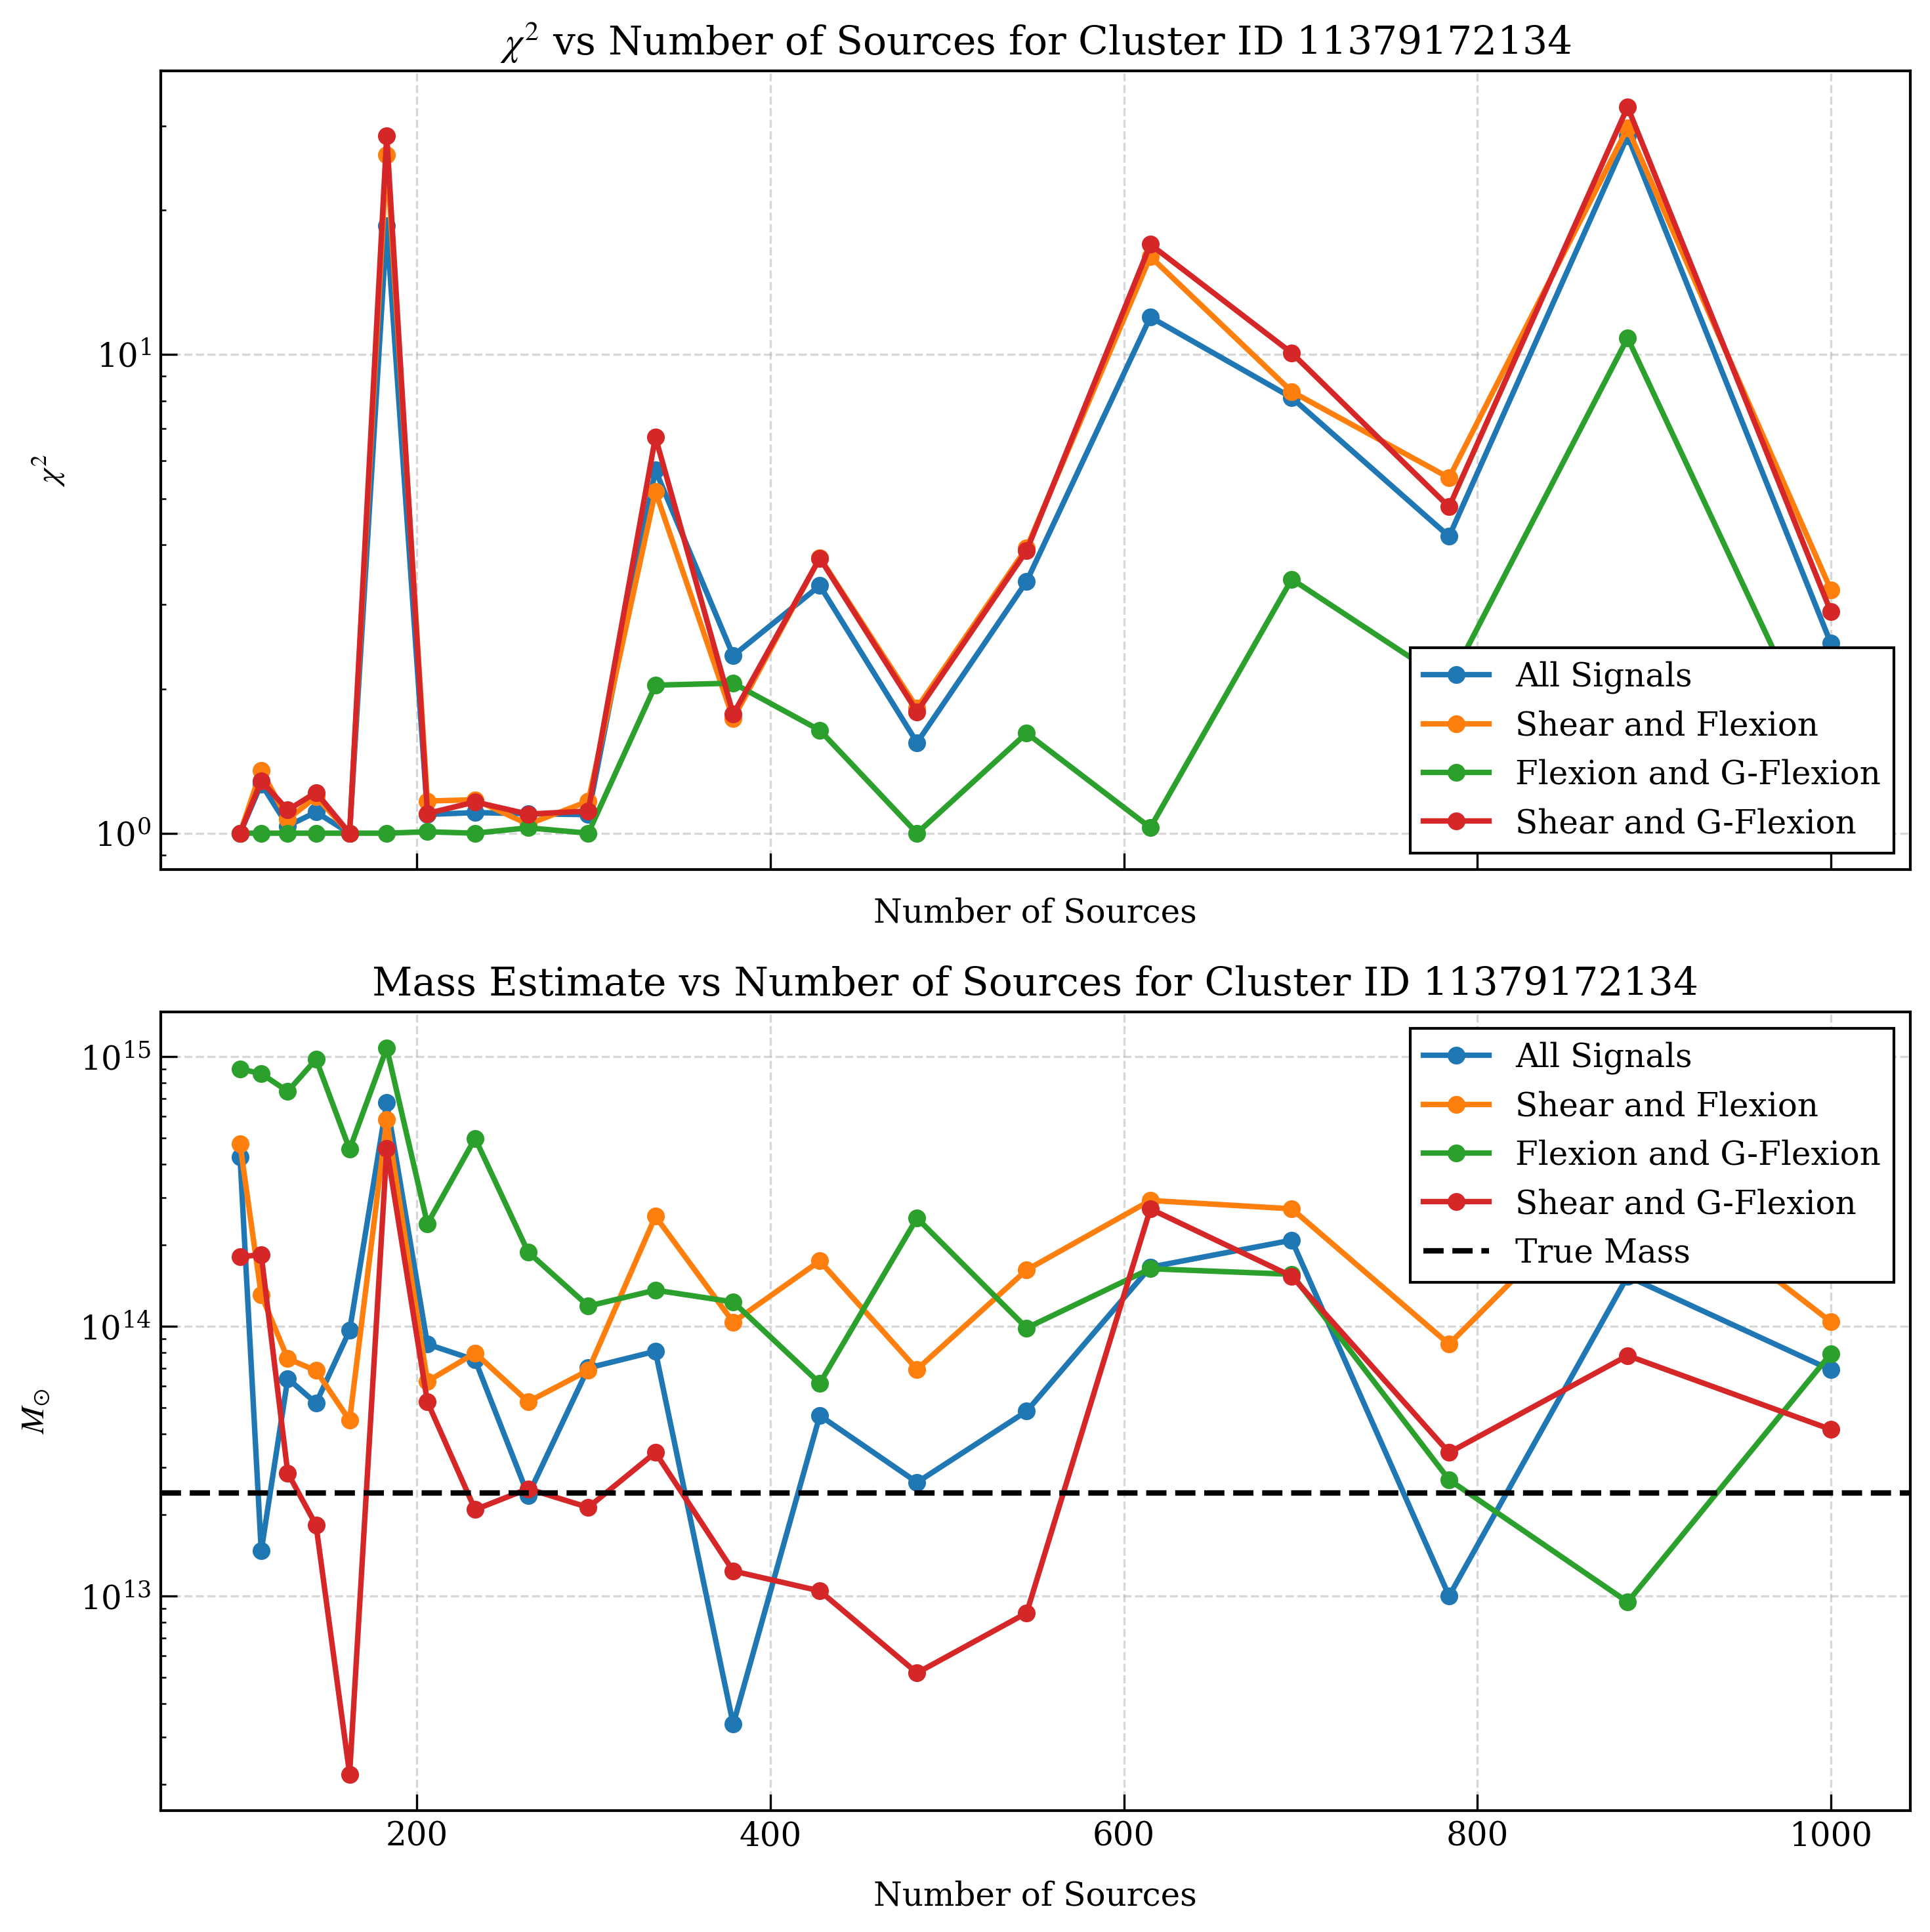 χ² vs Number of Sources for Cluster ID 11379172134
χ²
10¹
10⁰
All Signals
Shear and Flexion
Flexion and G-Flexion
Shear and G-Flexion
Number of Sources
Mass Estimate vs Number of Sources for Cluster ID 11379172134
M☉
10¹⁵
10¹⁴
10¹³
All Signals
Shear and Flexion
Flexion and G-Flexion
Shear and G-Flexion
True Mass
200 400 600 800 1000
Number of Sources